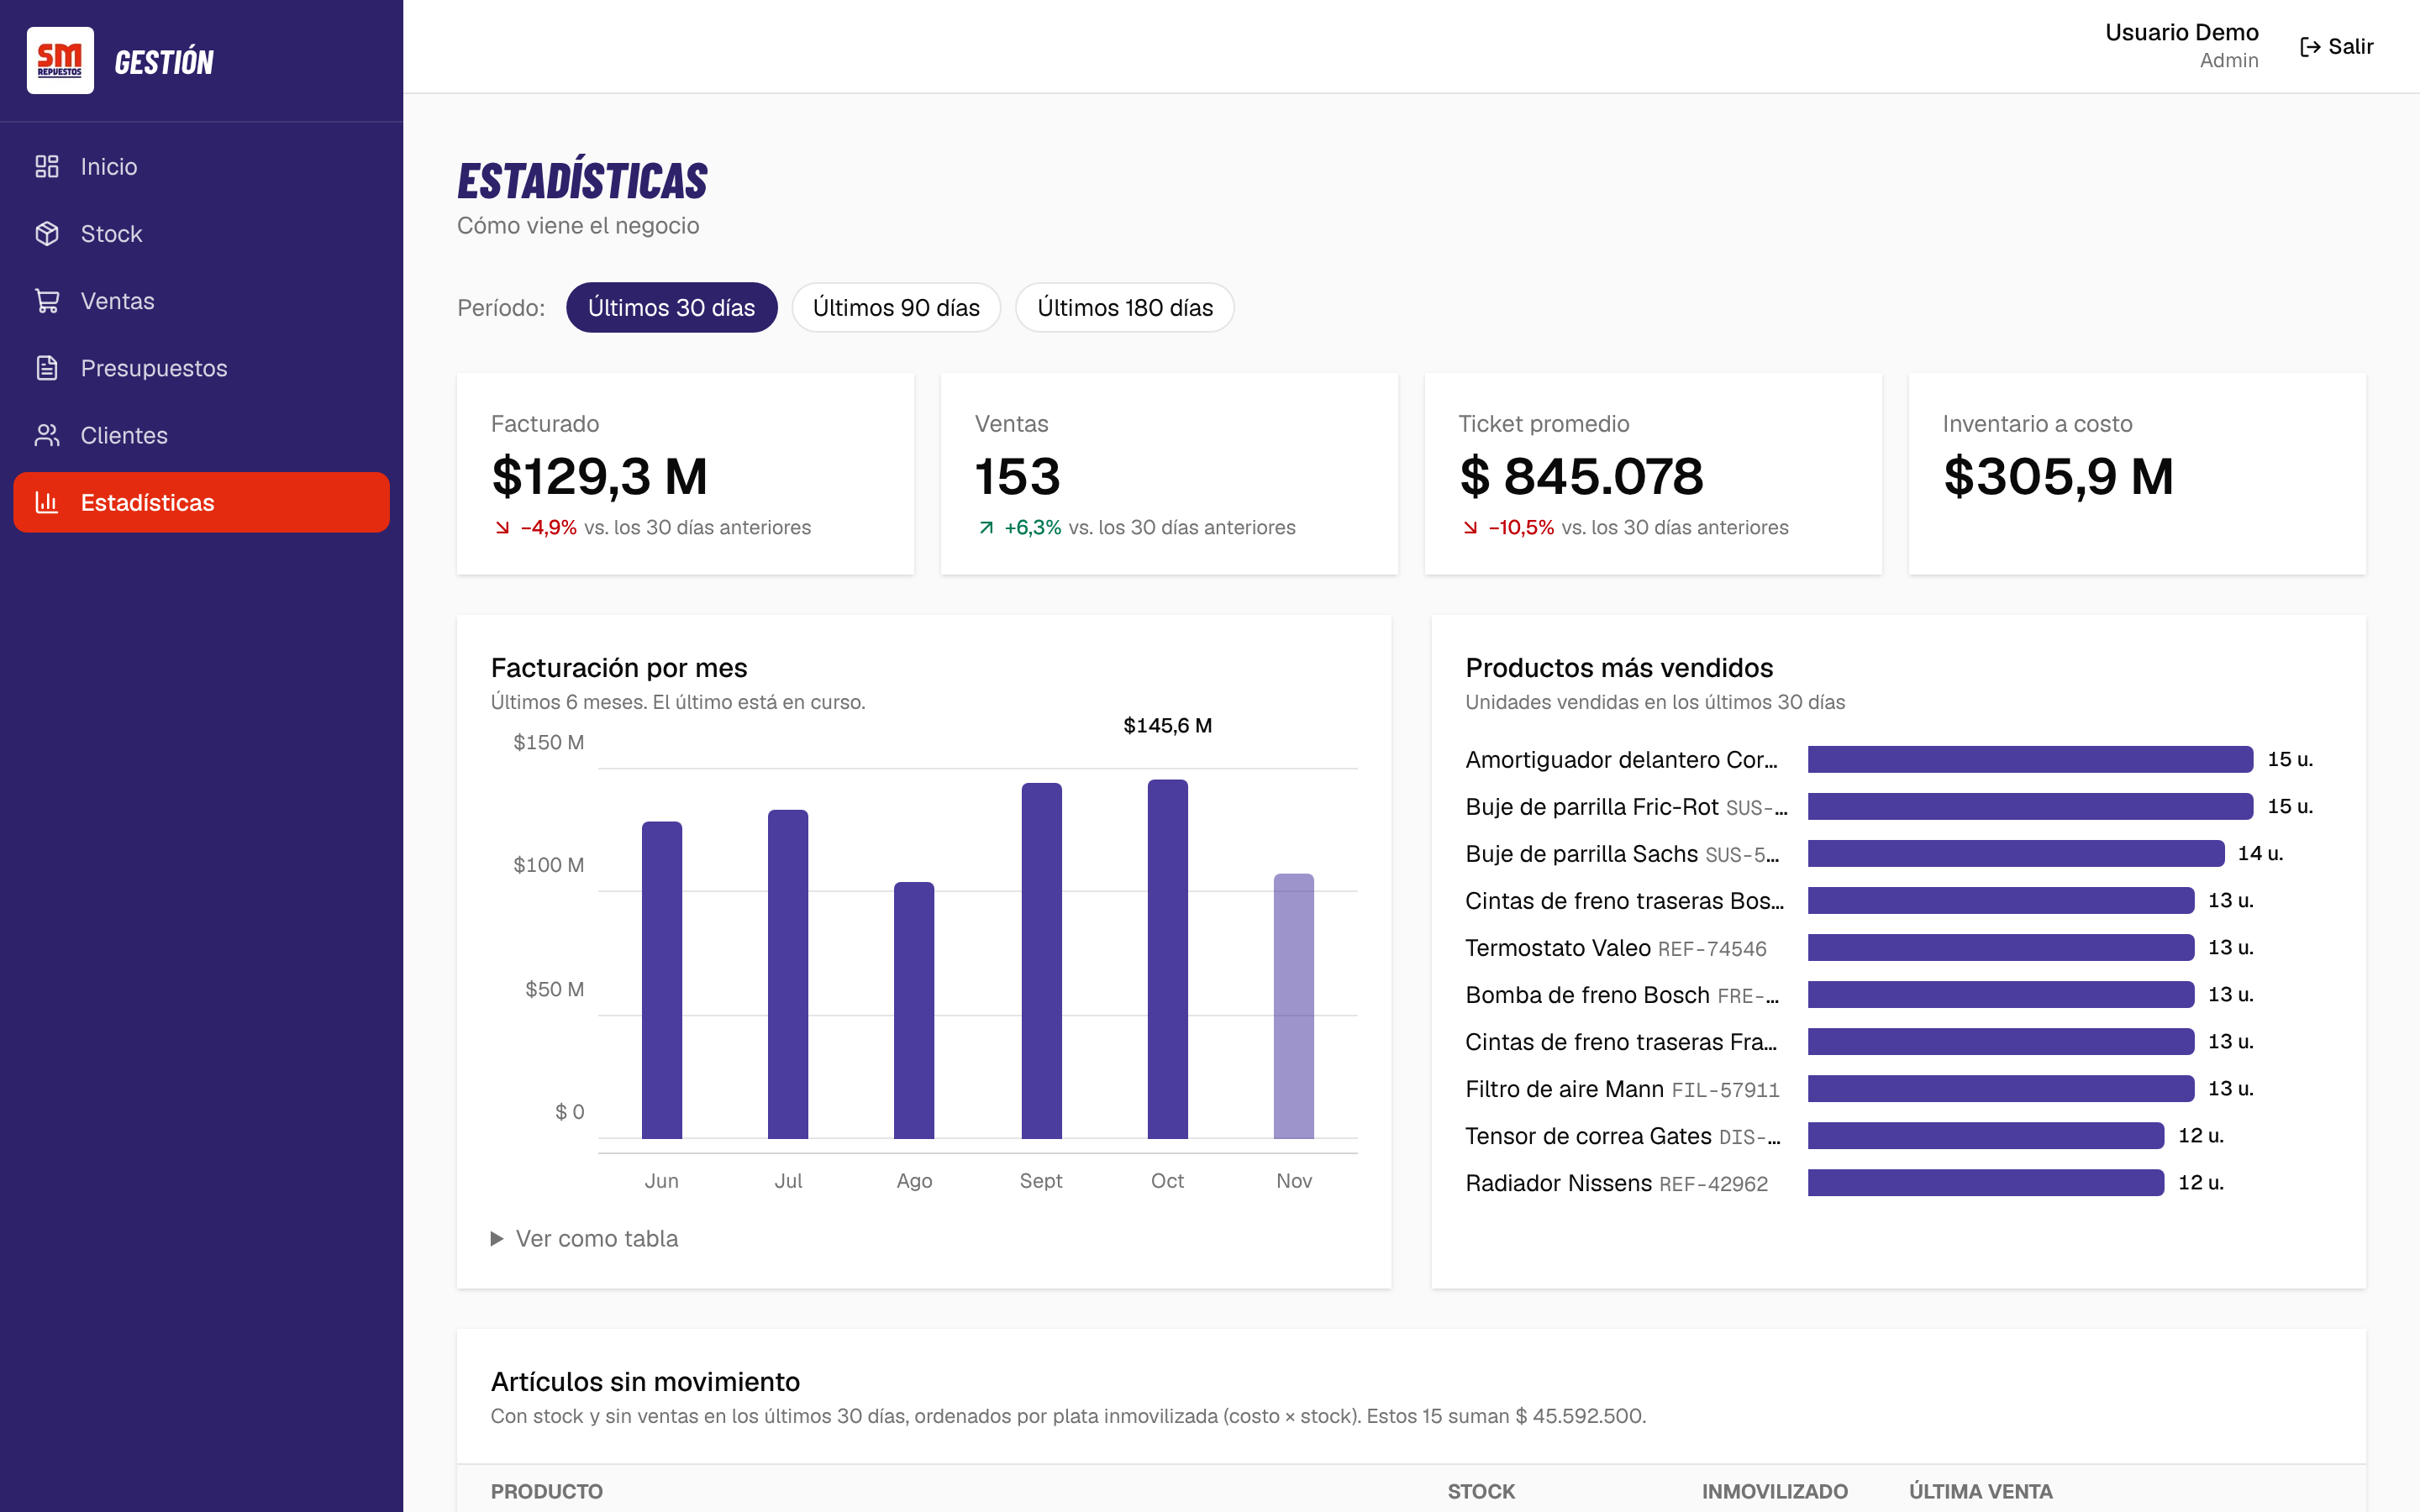 SM
REPUESTOS
GESTIÓN
Usuario Demo
Admin
Salir
Inicio
Stock
Ventas
Presupuestos
Clientes
Estadísticas
ESTADÍSTICAS
Cómo viene el negocio
Período: Últimos 30 días Últimos 90 días Últimos 180 días
Facturado
$129,3 M
−4,9% vs. los 30 días anteriores
Ventas
153
+6,3% vs. los 30 días anteriores
Ticket promedio
$ 845.078
−10,5% vs. los 30 días anteriores
Inventario a costo
$305,9 M
Facturación por mes
Últimos 6 meses. El último está en curso.
$145,6 M
$150 M
$100 M
$50 M
$ 0
Jun Jul Ago Sept Oct Nov
▶ Ver como tabla
Productos más vendidos
Unidades vendidas en los últimos 30 días
Amortiguador delantero Cor... 15 u.
Buje de parrilla Fric-Rot SUS-... 15 u.
Buje de parrilla Sachs SUS-5... 14 u.
Cintas de freno traseras Bos... 13 u.
Termostato Valeo REF-74546 13 u.
Bomba de freno Bosch FRE-... 13 u.
Cintas de freno traseras Fra... 13 u.
Filtro de aire Mann FIL-57911 13 u.
Tensor de correa Gates DIS-... 12 u.
Radiador Nissens REF-42962 12 u.
Artículos sin movimiento
Con stock y sin ventas en los últimos 30 días, ordenados por plata inmovilizada (costo × stock). Estos 15 suman $ 45.592.500.
PRODUCTO STOCK INMOVILIZADO ÚLTIMA VENTA